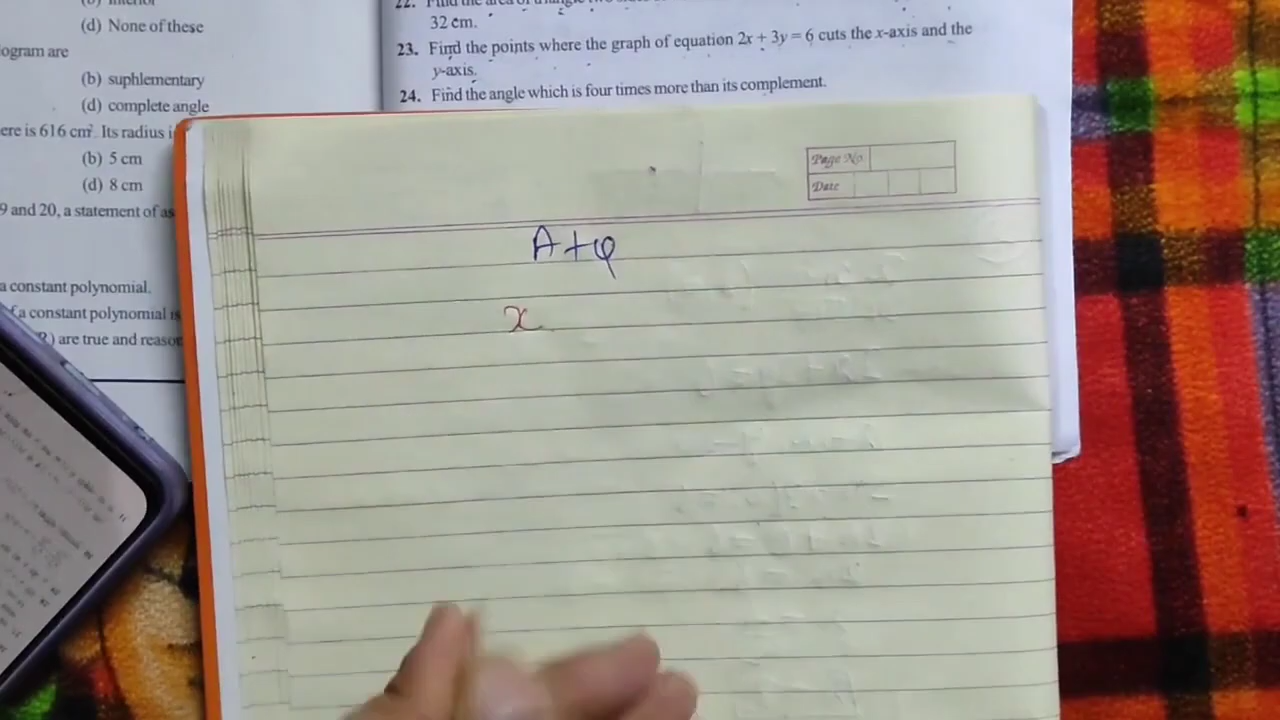 (d) None of these
ogram are
(b) suphlementary
(d) complete angle
ere is 616 cm². Its radius i
(b) 5 cm
(d) 8 cm
9 and 20, a statement of as
a constant polynomial.
a constant polynomial is
R) are true and reason
32 cm.
23. Find the points where the graph of equation 2x + 3y = 6 cuts the x-axis and the
y-axis.
24. Find the angle which is four times more than its complement.
Page No.
Date
A+φ
x